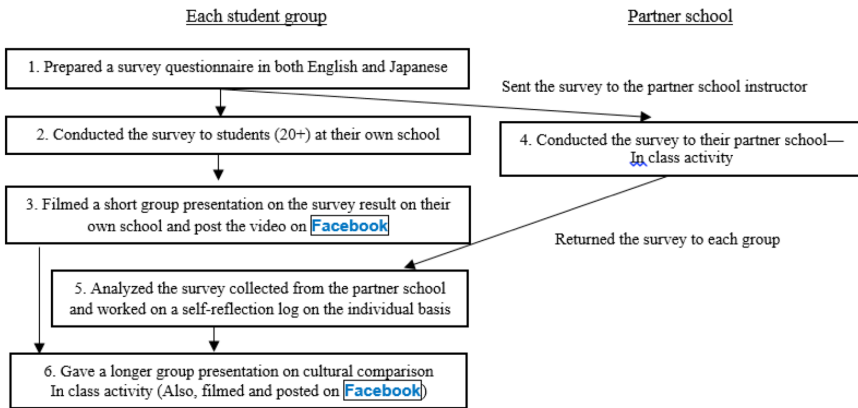 Each student group
Partner school
1. Prepared a survey questionnaire in both English and Japanese
Sent the survey to the partner school instructor
2. Conducted the survey to students (20+) at their own school
4. Conducted the survey to their partner school—
In class activity
3. Filmed a short group presentation on the survey result on their
own school and post the video on Facebook
Returned the survey to each group
5. Analyzed the survey collected from the partner school
and worked on a self-reflection log on the individual basis
6. Gave a longer group presentation on cultural comparison
In class activity (Also, filmed and posted on Facebook)